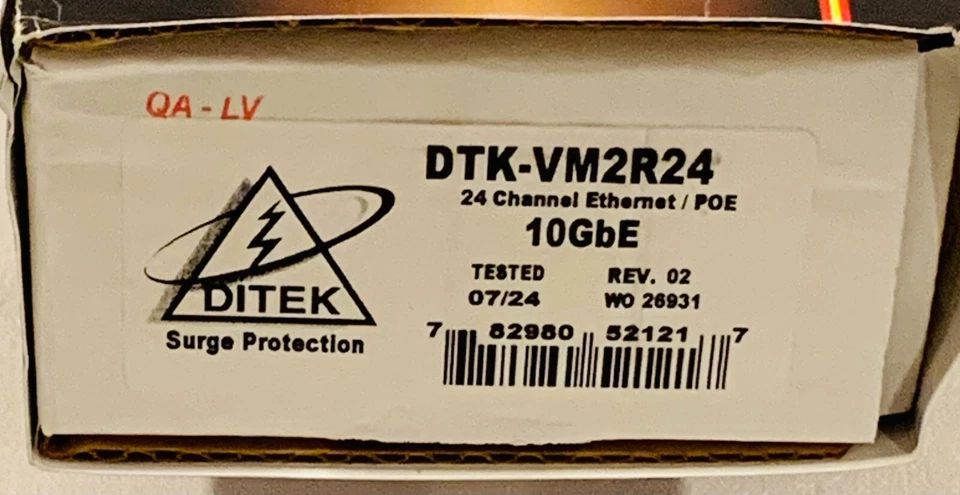 QA - LV
DTK-VM2R24
24 Channel Ethernet / POE
10GbE
TESTED REV. 02
07/24 WO 26931
DITEK
Surge Protection
7 82980 52121 7